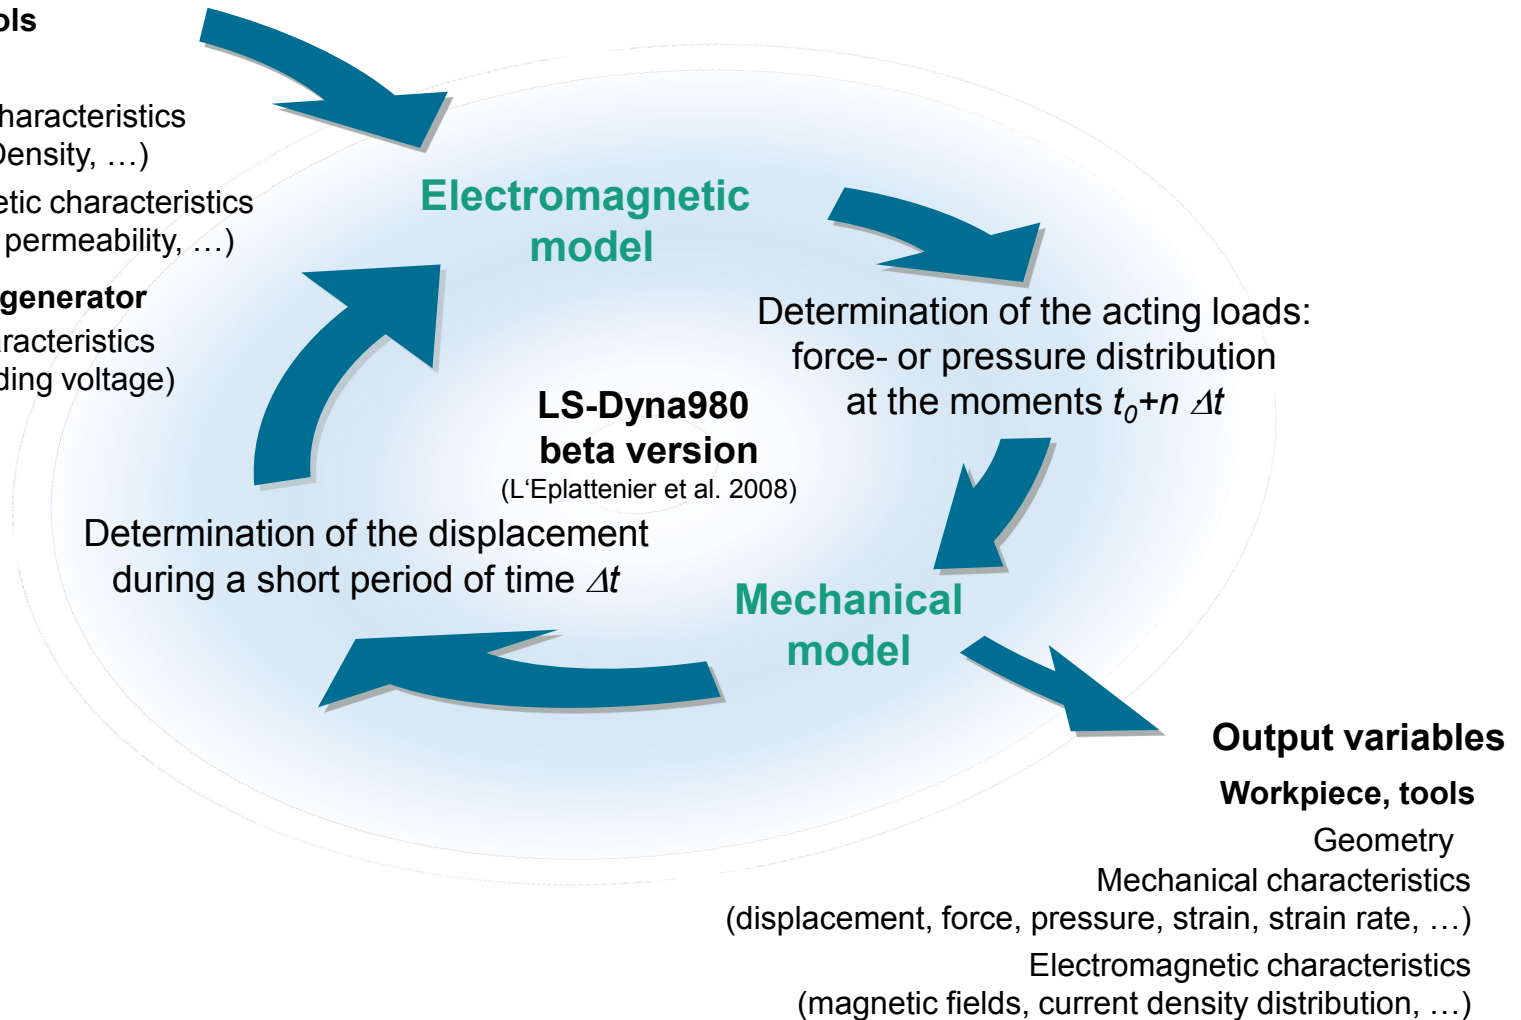 ols
haracteristics
Density, …)
etic characteristics
permeability, …)
generator
racteristics
ding voltage)
Electromagnetic
model
Determination of the acting loads:
force- or pressure distribution
at the moments t0+n Δt
LS-Dyna980
beta version
(L‘Eplattenier et al. 2008)
Determination of the displacement
during a short period of time Δt
Mechanical
model
Output variables
Workpiece, tools
Geometry
Mechanical characteristics
(displacement, force, pressure, strain, strain rate, …)
Electromagnetic characteristics
(magnetic fields, current density distribution, …)